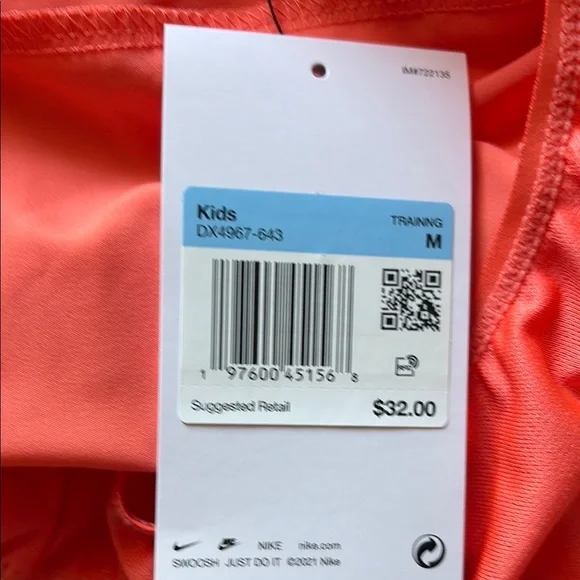 IM#722135
Kids
DX4967-643
TRAINNG
M
1 97600 45156 8
Suggested Retail
$32.00
NIKE nike.com
SWOOSH JUST DO IT ©2021 Nike